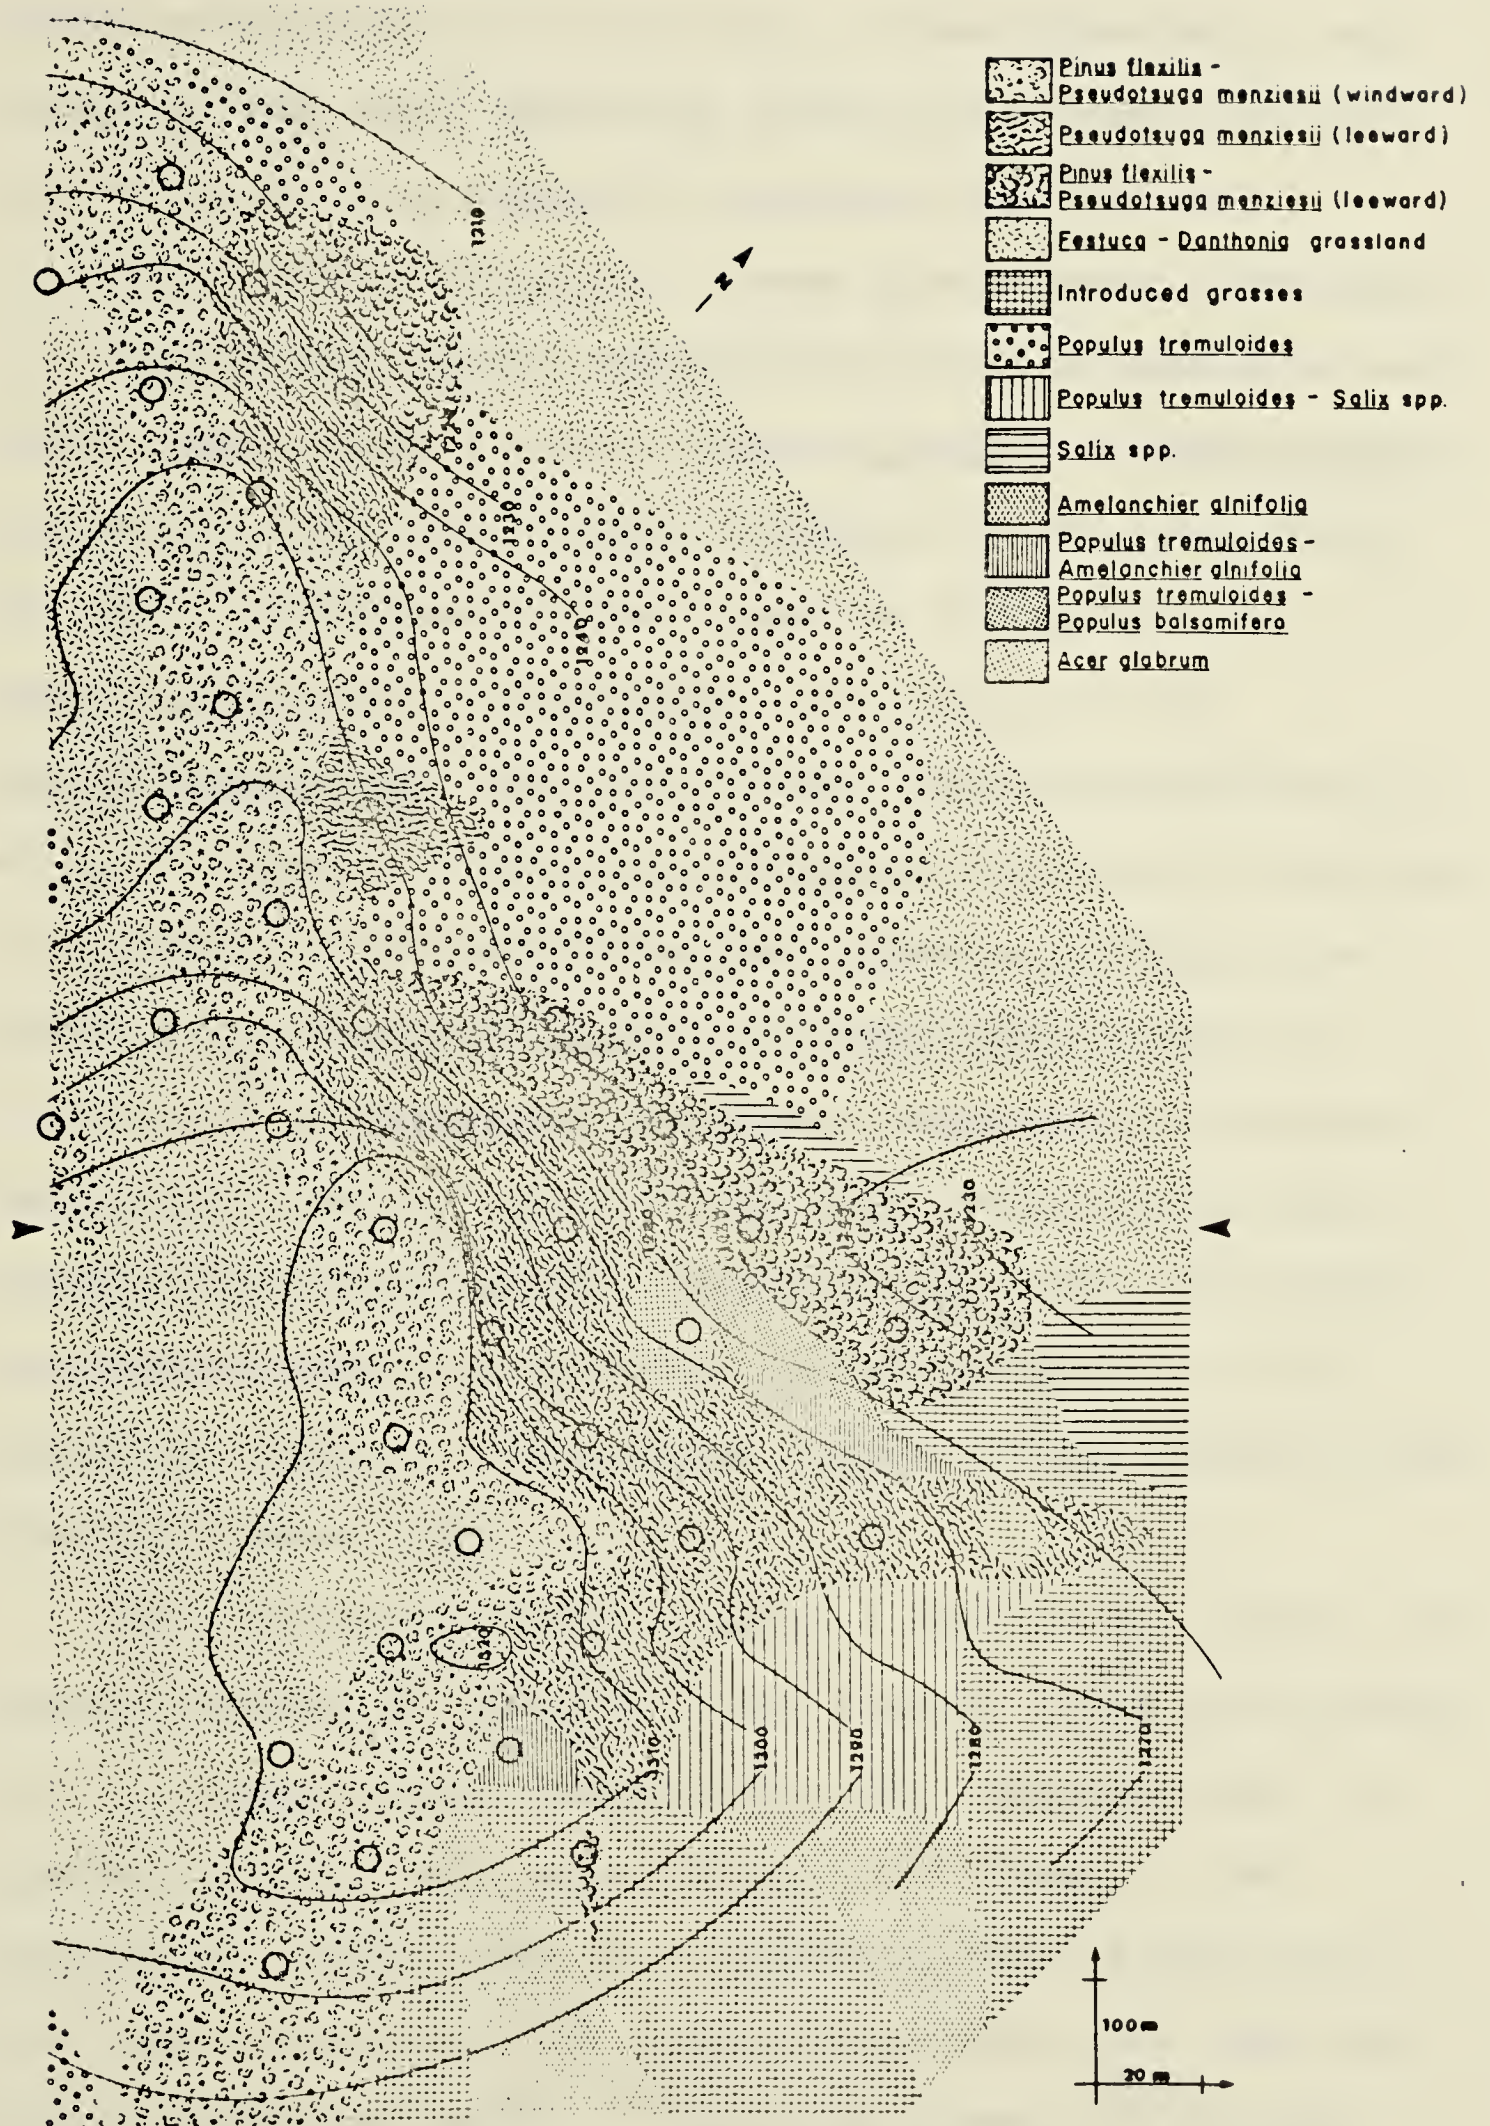 Pinus flexilis -
Pseudotsuga menziesii (windward)
Pseudotsuga menziesii (leeward)
Pinus flexilis -
Pseudotsuga menziesii (leeward)
Festuca - Danthonia grassland
Introduced grasses
Populus tremuloides
Populus tremuloides - Salix spp.
Salix spp.
Amelanchier alnifolia
Populus tremuloides -
Amelanchier alnifolia
Populus tremuloides -
Populus balsamifera
Acer glabrum
1210
N
1230
1240
1230
1320
1310
1300
1290
1280
1270
100 m
20 m